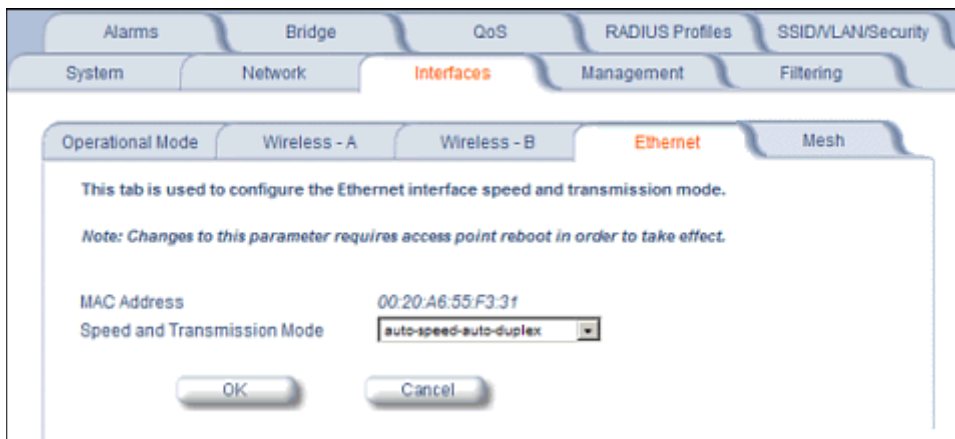 Alarms Bridge QoS RADIUS Profiles SSID/VLAN/Security
System Network Interfaces Management Filtering
Operational Mode Wireless - A Wireless - B Ethernet Mesh
This tab is used to configure the Ethernet interface speed and transmission mode.
Note: Changes to this parameter requires access point reboot in order to take effect.
MAC Address 00:20:A6:55:F3:31
Speed and Transmission Mode auto-speed-auto-duplex
OK Cancel